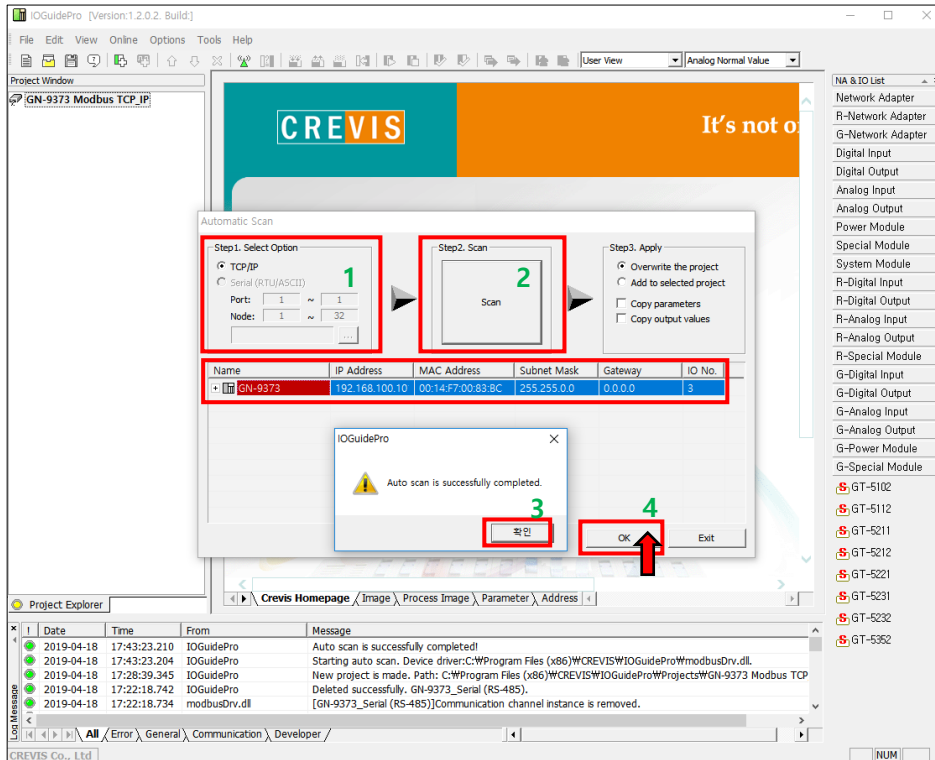 IOGuidePro [Version:1.2.0.2. Build:]
File Edit View Online Options Tools Help
User View Analog Normal Value
Project Window
GN-9373 Modbus TCP_IP
CREVIS
It's not o
NA & IO List
Network Adapter
R-Network Adapter
G-Network Adapter
Digital Input
Digital Output
Analog Input
Analog Output
Power Module
Special Module
System Module
R-Digital Input
R-Digital Output
R-Analog Input
R-Analog Output
R-Special Module
G-Digital Input
G-Digital Output
G-Analog Input
G-Analog Output
G-Power Module
G-Special Module
GT-5102
GT-5112
GT-5211
GT-5212
GT-5221
GT-5231
GT-5232
GT-5352
Automatic Scan
Step1. Select Option
TCP/IP
Serial (RTU/ASCII)
Port: 1 ~ 1
Node: 1 ~ 32
...
1
Step2. Scan
2
Scan
Step3. Apply
Overwrite the project
Add to selected project
Copy parameters
Copy output values
Name IP Address MAC Address Subnet Mask Gateway IO No.
GN-9373 192.168.100.10 00:14:F7:00:83:BC 255.255.0.0 0.0.0.0 3
IOGuidePro
Auto scan is successfully completed.
3
확인
4
OK Exit
Crevis Homepage Image Process Image Parameter Address
Project Explorer
Log Message
! Date Time From Message
2019-04-18 17:43:23.210 IOGuidePro Auto scan is successfully completed!
2019-04-18 17:43:23.204 IOGuidePro Starting auto scan. Device driver:C:₩Program Files (x86)₩CREVIS₩IOGuidePro₩modbusDrv.dll.
2019-04-18 17:28:39.345 IOGuidePro New project is made. Path: C:₩Program Files (x86)₩CREVIS₩IOGuidePro₩Projects₩GN-9373 Modbus TCP
2019-04-18 17:22:18.742 IOGuidePro Deleted successfully. GN-9373_Serial (RS-485).
2019-04-18 17:22:18.734 modbusDrv.dll [GN-9373_Serial (RS-485)]Communication channel instance is removed.
All Error General Communication Developer
CREVIS Co., Ltd NUM